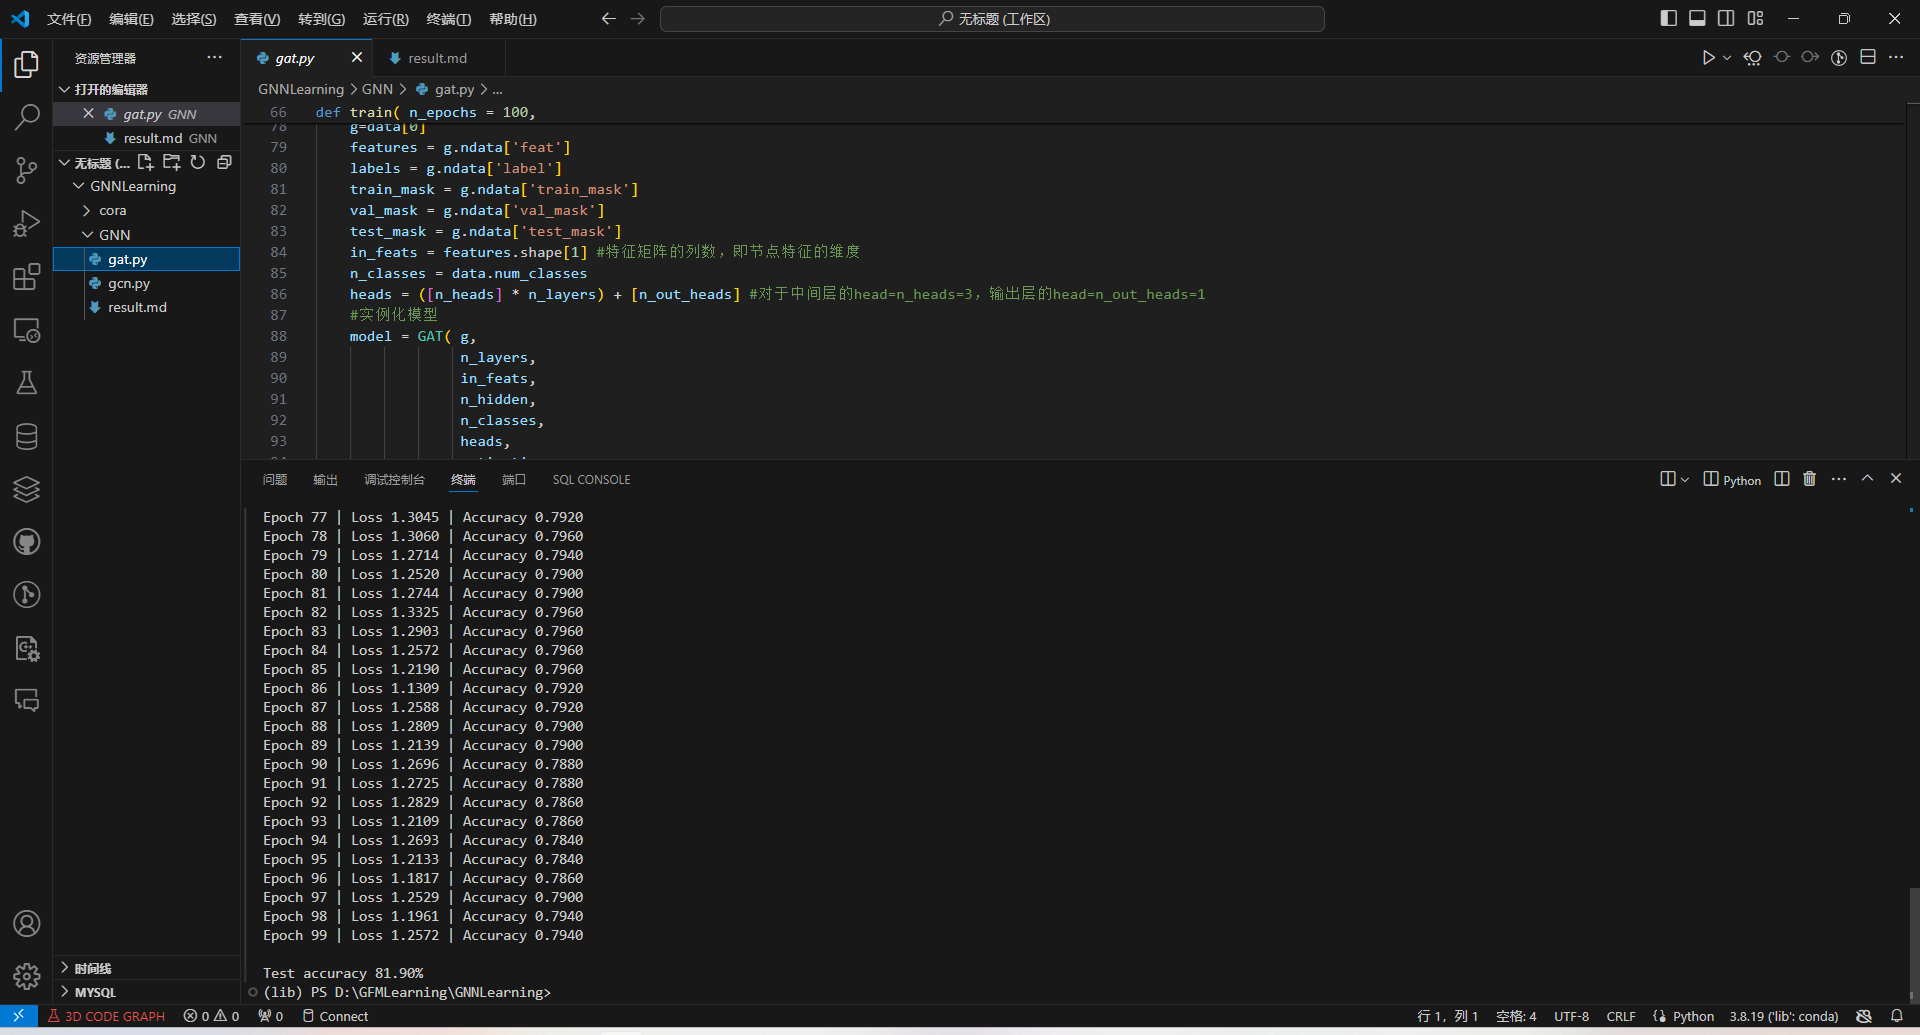 文件(F) 编辑(E) 选择(S) 查看(V) 转到(G) 运行(R) 终端(T) 帮助(H) 无标题 (工作区)
资源管理器
打开的编辑器
gat.py GNN
result.md GNN
无标题 (...
GNNLearning
cora
GNN
gat.py
gcn.py
result.md
时间线
MYSQL
gat.py result.md
GNNLearning > GNN > gat.py > ...
66 def train( n_epochs = 100,
78 g=data[0]
79 features = g.ndata['feat']
80 labels = g.ndata['label']
81 train_mask = g.ndata['train_mask']
82 val_mask = g.ndata['val_mask']
83 test_mask = g.ndata['test_mask']
84 in_feats = features.shape[1] #特征矩阵的列数，即节点特征的维度
85 n_classes = data.num_classes
86 heads = ([n_heads] * n_layers) + [n_out_heads] #对于中间层的head=n_heads=3，输出层的head=n_out_heads=1
87 #实例化模型
88 model = GAT( g,
89 n_layers,
90 in_feats,
91 n_hidden,
92 n_classes,
93 heads,
问题 输出 调试控制台 终端 端口 SQL CONSOLE Python
Epoch 77 | Loss 1.3045 | Accuracy 0.7920
Epoch 78 | Loss 1.3060 | Accuracy 0.7960
Epoch 79 | Loss 1.2714 | Accuracy 0.7940
Epoch 80 | Loss 1.2520 | Accuracy 0.7900
Epoch 81 | Loss 1.2744 | Accuracy 0.7900
Epoch 82 | Loss 1.3325 | Accuracy 0.7960
Epoch 83 | Loss 1.2903 | Accuracy 0.7960
Epoch 84 | Loss 1.2572 | Accuracy 0.7960
Epoch 85 | Loss 1.2190 | Accuracy 0.7960
Epoch 86 | Loss 1.1309 | Accuracy 0.7920
Epoch 87 | Loss 1.2588 | Accuracy 0.7920
Epoch 88 | Loss 1.2809 | Accuracy 0.7900
Epoch 89 | Loss 1.2139 | Accuracy 0.7900
Epoch 90 | Loss 1.2696 | Accuracy 0.7880
Epoch 91 | Loss 1.2725 | Accuracy 0.7880
Epoch 92 | Loss 1.2829 | Accuracy 0.7860
Epoch 93 | Loss 1.2109 | Accuracy 0.7860
Epoch 94 | Loss 1.2693 | Accuracy 0.7840
Epoch 95 | Loss 1.2133 | Accuracy 0.7840
Epoch 96 | Loss 1.1817 | Accuracy 0.7860
Epoch 97 | Loss 1.2529 | Accuracy 0.7900
Epoch 98 | Loss 1.1961 | Accuracy 0.7940
Epoch 99 | Loss 1.2572 | Accuracy 0.7940
Test accuracy 81.90%
(lib) PS D:\GFMLearning\GNNLearning>
3D CODE GRAPH 0 0 0 Connect 行 1，列 1 空格: 4 UTF-8 CRLF Python 3.8.19 ('lib': conda)